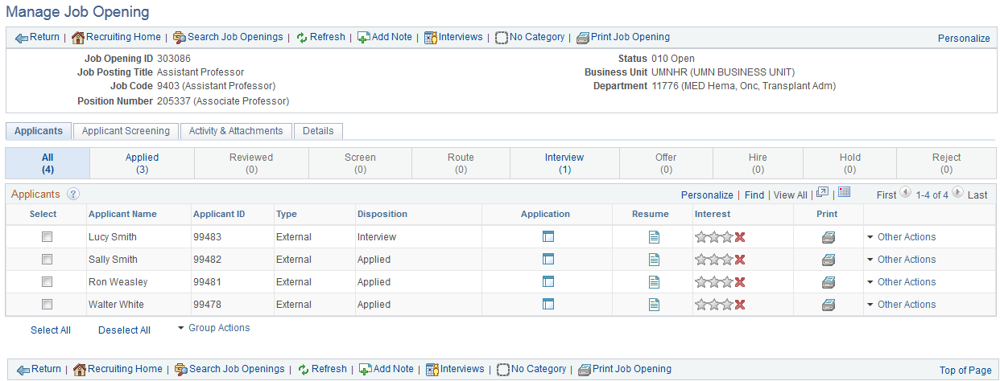 Manage Job Opening
Return | Recruiting Home | Search Job Openings | Refresh | Add Note | Interviews | No Category | Print Job Opening Personalize
Job Opening ID 303086 Status 010 Open
Job Posting Title Assistant Professor Business Unit UMNHR (UMN BUSINESS UNIT)
Job Code 9403 (Assistant Professor) Department 11776 (MED Hema, Onc, Transplant Adm)
Position Number 205337 (Associate Professor)
Applicants Applicant Screening Activity & Attachments Details
All Applied Reviewed Screen Route Interview Offer Hire Hold Reject
(4) (3) (0) (0) (0) (1) (0) (0) (0) (0)
Applicants ? Personalize | Find | View All | | First 1-4 of 4 Last
Select Applicant Name Applicant ID Type Disposition Application Resume Interest Print
Lucy Smith 99483 External Interview Other Actions
Sally Smith 99482 External Applied Other Actions
Ron Weasley 99481 External Applied Other Actions
Walter White 99478 External Applied Other Actions
Select All Deselect All Group Actions
Return | Recruiting Home | Search Job Openings | Refresh | Add Note | Interviews | No Category | Print Job Opening Top of Page